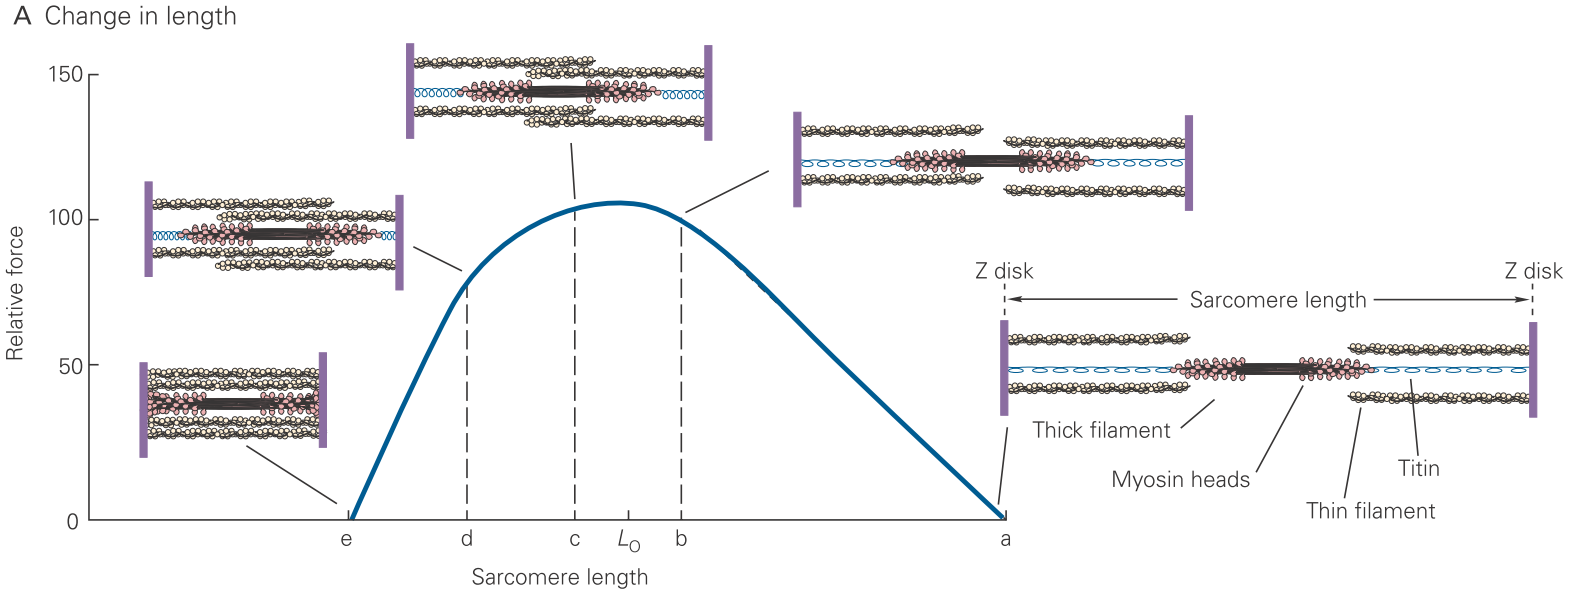 A Change in length
150
100
50
0
Relative force
e
d
c
LO
b
a
Sarcomere length
Z disk
Z disk
Sarcomere length
Thick filament
Myosin heads
Titin
Thin filament